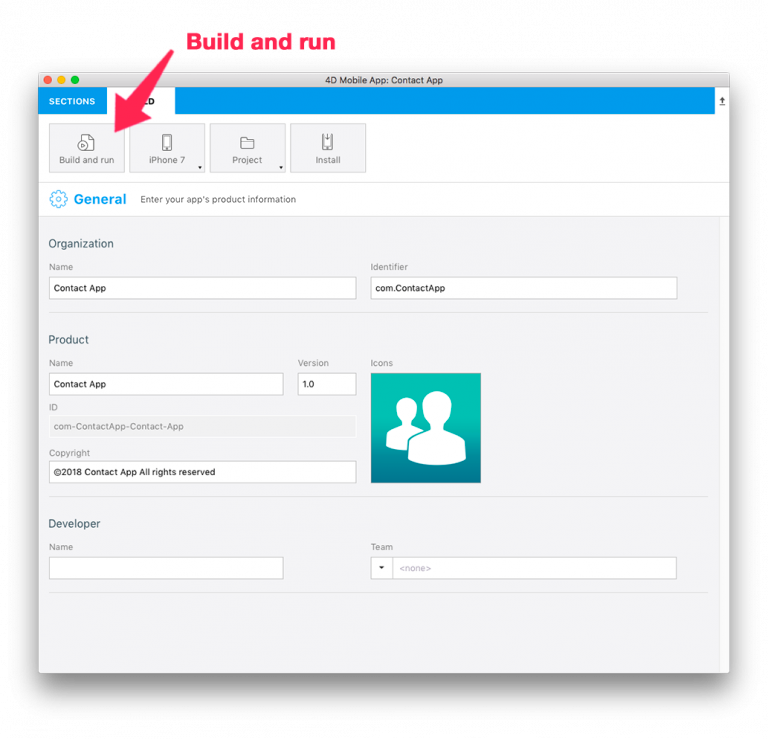 Build and run
4D Mobile App: Contact App
SECTIONS
Build and run
iPhone 7
Project
Install
General
Enter your app's product information
Organization
Name
Identifier
Contact App
com.ContactApp
Product
Name
Version
Icons
Contact App
1.0
ID
com-ContactApp-Contact-App
Copyright
©2018 Contact App All rights reserved
Developer
Name
Team
<none>